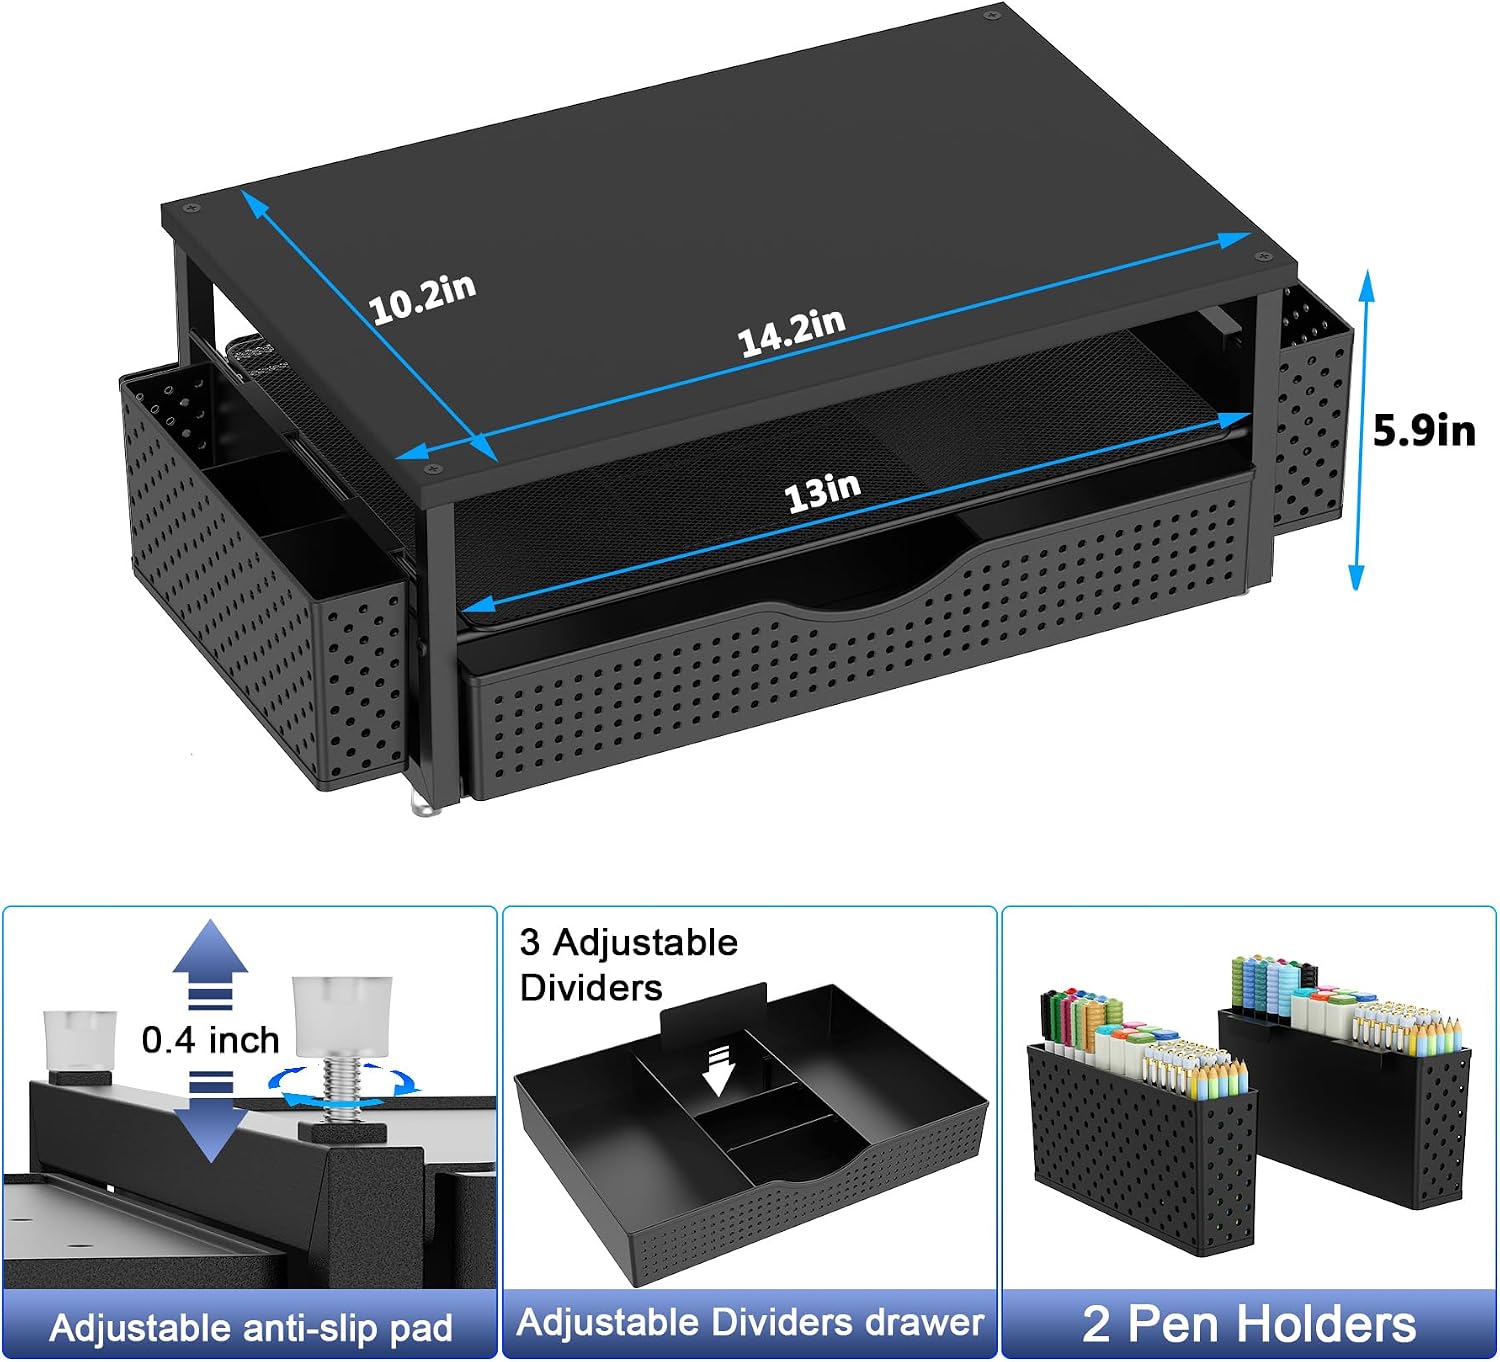 10.2in
14.2in
13in
5.9in
0.4 inch
Adjustable anti-slip pad
3 Adjustable
Dividers
Adjustable Dividers drawer
2 Pen Holders